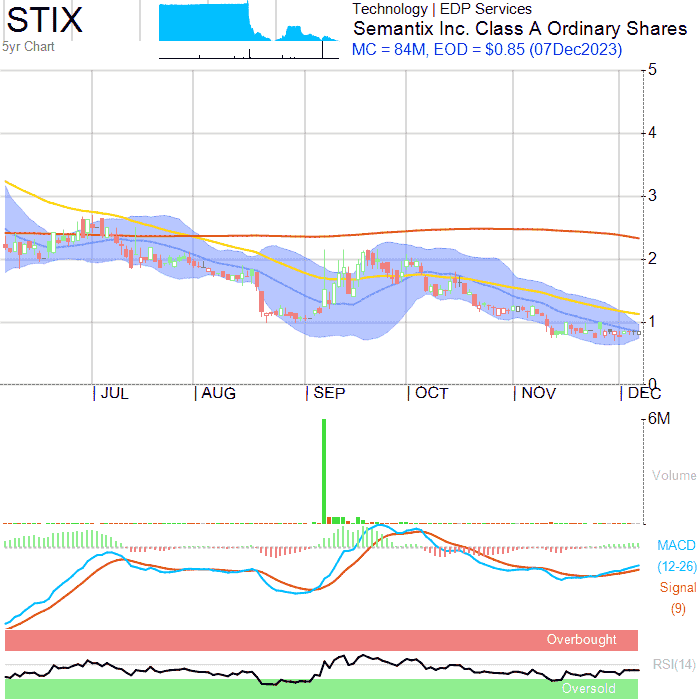 STIX
5yr Chart
Technology | EDP Services
Semantix Inc. Class A Ordinary Shares
MC = 84M, EOD = $0.85 (07Dec2023)
5
4
3
2
1
0
JUL AUG SEP OCT NOV DEC
6M
Volume
MACD
(12-26)
Signal
(9)
Overbought
RSI(14)
Oversold